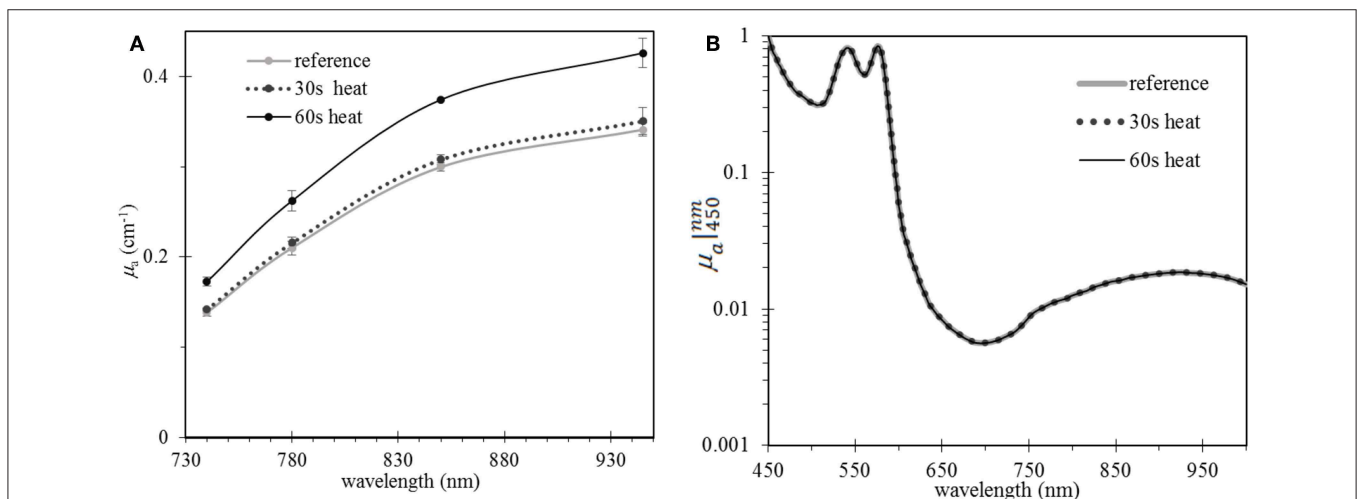 A
reference
30s heat
60s heat
0.4
0.2
0
μa (cm-1)
730 780 830 880 930
wavelength (nm)
B
reference
30s heat
60s heat
1
0.1
0.01
0.001
μa|nm450
450 550 650 750 850 950
wavelength (nm)